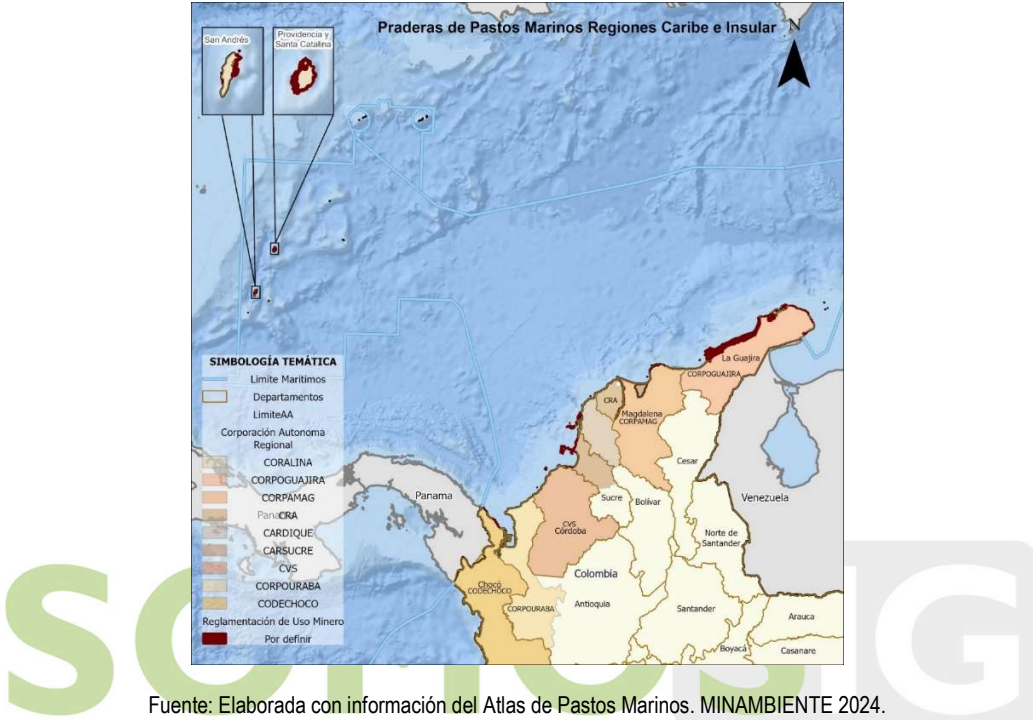 Praderas de Pastos Marinos Regiones Caribe e Insular
N
San Andrés
Providencia y
Santa Catalina
SIMBOLOGÍA TEMÁTICA
Limite Maritimos
Departamentos
LimiteAA
Corporación Autonoma
Regional
CORALINA
CORPOGUAJIRA
CORPAMAG
CRA
CARDIQUE
CARSUCRE
CVS
CORPOURABA
CODECHOCO
Reglamentación de Uso Minero
Por definir
La Guajira
CORPOGUAJIRA
CRA
Magdalena
CORPAMAG
Cesar
Panama
Venezuela
Sucre
Bolívar
CVS
Córdoba
Norte de
Santander
Colombia
Chocó
CODECHOCO
CORPOURABA
Antioquia
Santander
Arauca
Boyacá
Casanare
SOMOSIG
Fuente: Elaborada con información del Atlas de Pastos Marinos. MINAMBIENTE 2024.